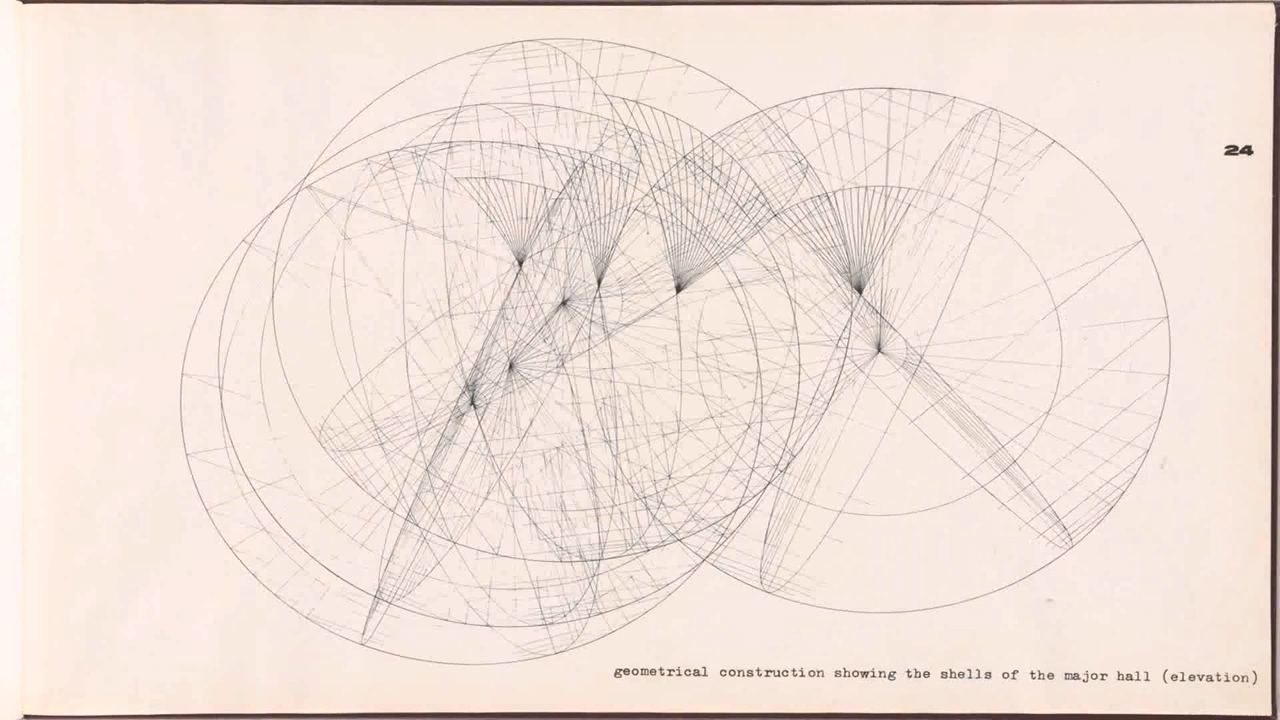 24
geometrical construction showing the shells of the major hall (elevation)